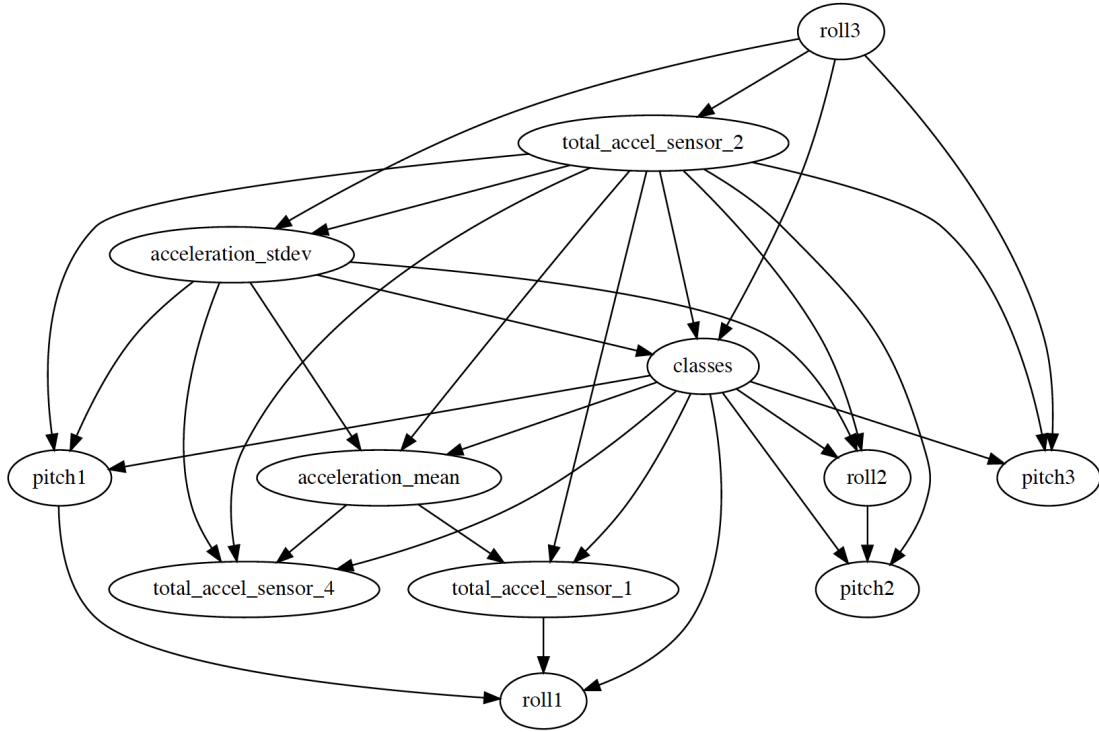 roll3
total_accel_sensor_2
acceleration_stdev
classes
pitch1
acceleration_mean
roll2
pitch3
total_accel_sensor_4
total_accel_sensor_1
pitch2
roll1